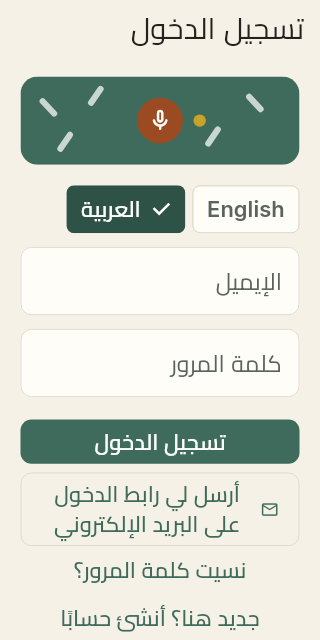 تسجيل الدخول
English
العربية
الإيميل
كلمة المرور
تسجيل الدخول
أرسل لي رابط الدخول
على البريد الإلكتروني
نسيت كلمة المرور؟
جديد هنا؟ أنشئ حسابًا